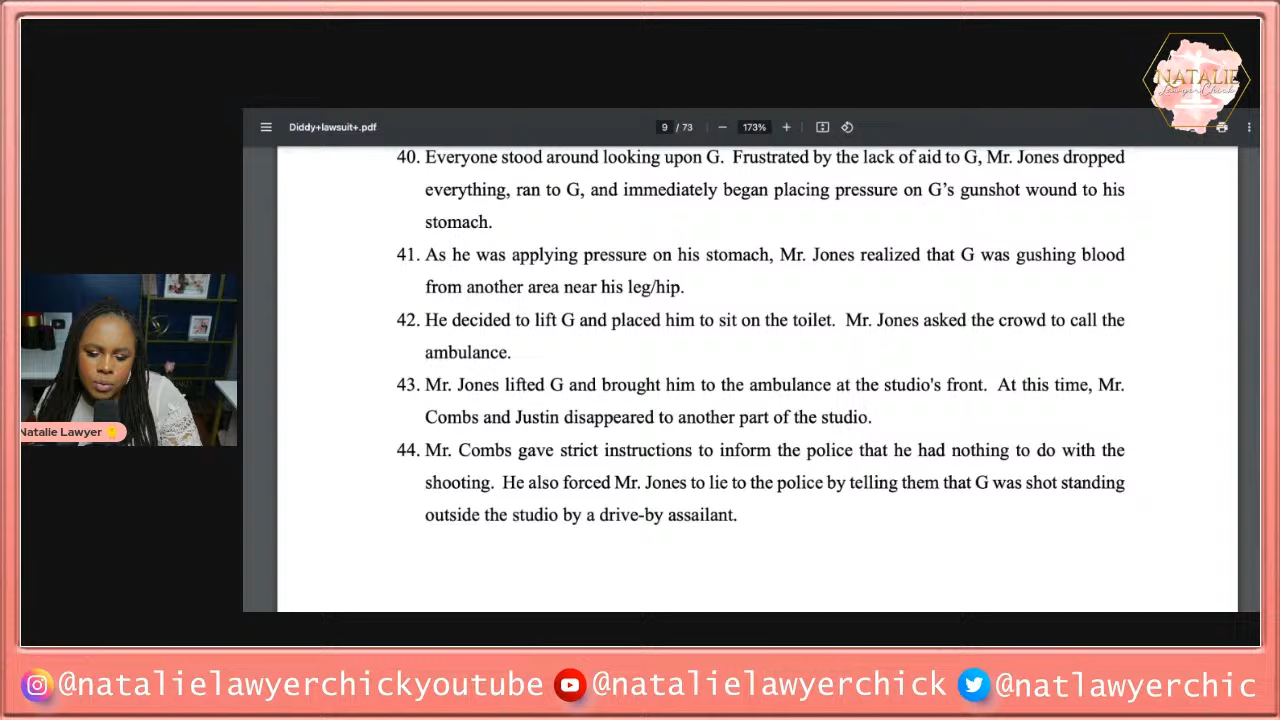 NATALIE
LawyerChick
Diddy+lawsuit+.pdf
9 / 73
173%
40. Everyone stood around looking upon G. Frustrated by the lack of aid to G, Mr. Jones dropped
everything, ran to G, and immediately began placing pressure on G’s gunshot wound to his
stomach.
41. As he was applying pressure on his stomach, Mr. Jones realized that G was gushing blood
from another area near his leg/hip.
42. He decided to lift G and placed him to sit on the toilet. Mr. Jones asked the crowd to call the
ambulance.
43. Mr. Jones lifted G and brought him to the ambulance at the studio's front. At this time, Mr.
Combs and Justin disappeared to another part of the studio.
44. Mr. Combs gave strict instructions to inform the police that he had nothing to do with the
shooting. He also forced Mr. Jones to lie to the police by telling them that G was shot standing
outside the studio by a drive-by assailant.
Natalie Lawyer
@natalielawyerchickyoutube @natalielawyerchick @natlawyerchic